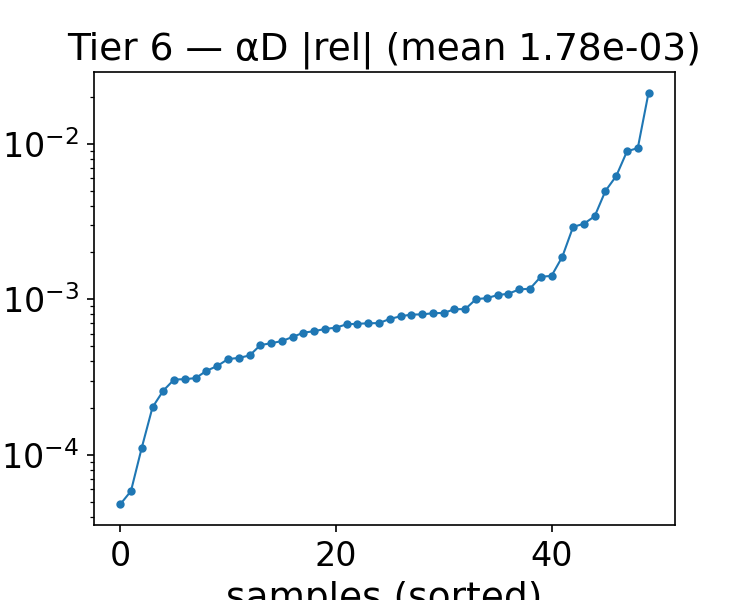 Tier 6 — αD |rel| (mean 1.78e-03)
10⁻²
10⁻³
10⁻⁴
0 20 40
samples (sorted)